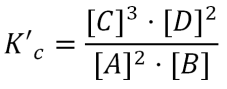 K'c = [C]³ · [D]² / [A]² · [B]